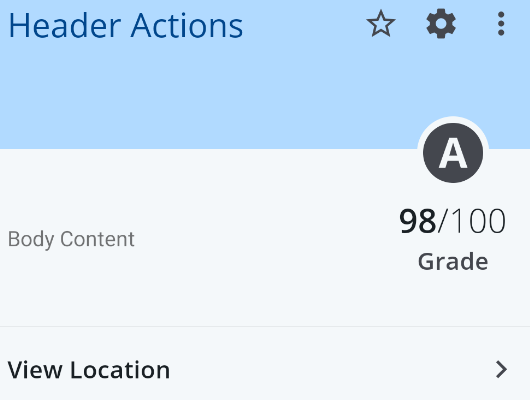 Header Actions
A
98/100
Body Content
Grade
View Location